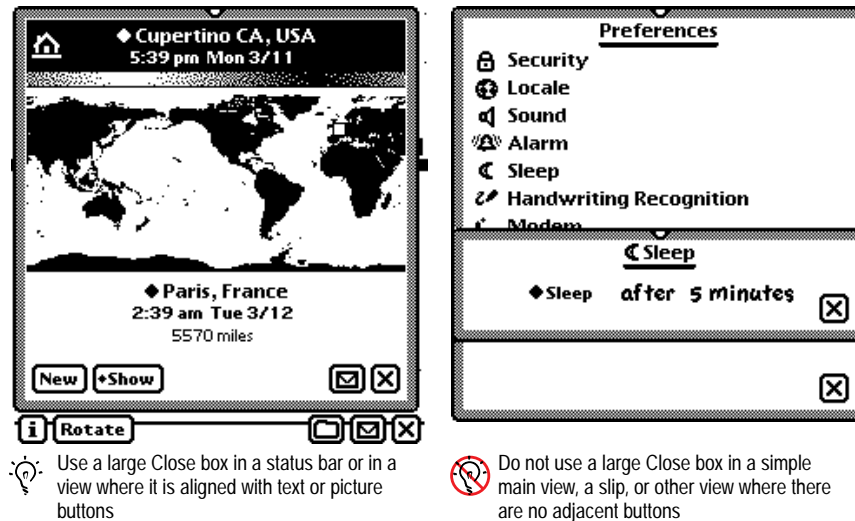 ◆Cupertino CA, USA
5:39 pm Mon 3/11
◆Paris, France
2:39 am Tue 3/12
5570 miles
New
◆Show
i
Rotate
Use a large Close box in a status bar or in a
view where it is aligned with text or picture
buttons
Preferences
Security
Locale
Sound
Alarm
Sleep
Handwriting Recognition
Modem
Sleep
◆Sleep after 5 minutes
Do not use a large Close box in a simple
main view, a slip, or other view where there
are no adjacent buttons